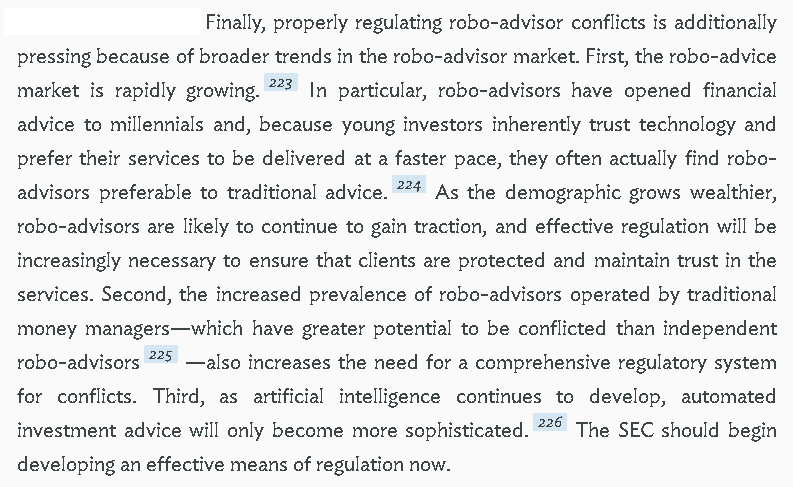 Finally, properly regulating robo-advisor conflicts is additionally
pressing because of broader trends in the robo-advisor market. First, the robo-advice
market is rapidly growing. 223 In particular, robo-advisors have opened financial
advice to millennials and, because young investors inherently trust technology and
prefer their services to be delivered at a faster pace, they often actually find robo-
advisors preferable to traditional advice. 224 As the demographic grows wealthier,
robo-advisors are likely to continue to gain traction, and effective regulation will be
increasingly necessary to ensure that clients are protected and maintain trust in the
services. Second, the increased prevalence of robo-advisors operated by traditional
money managers—which have greater potential to be conflicted than independent
robo-advisors 225 —also increases the need for a comprehensive regulatory system
for conflicts. Third, as artificial intelligence continues to develop, automated
investment advice will only become more sophisticated. 226 The SEC should begin
developing an effective means of regulation now.